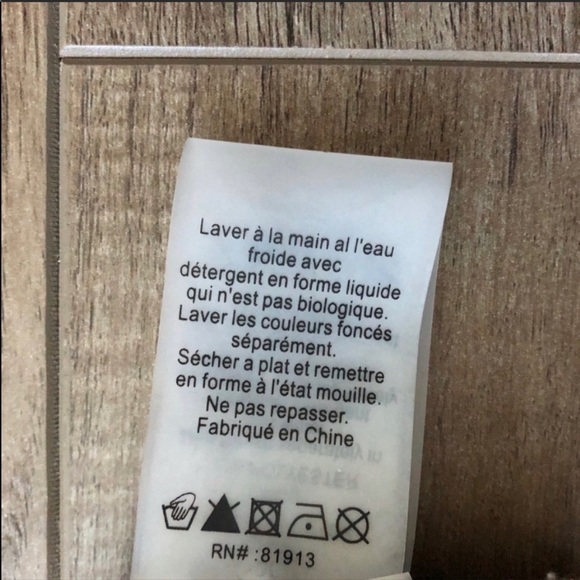 Laver à la main al l'eau
froide avec
détergent en forme liquide
qui n'est pas biologique.
Laver les couleurs foncés
séparément.
Sécher a plat et remettre
en forme à l'état mouille.
Ne pas repasser.
Fabriqué en Chine
RN# :81913